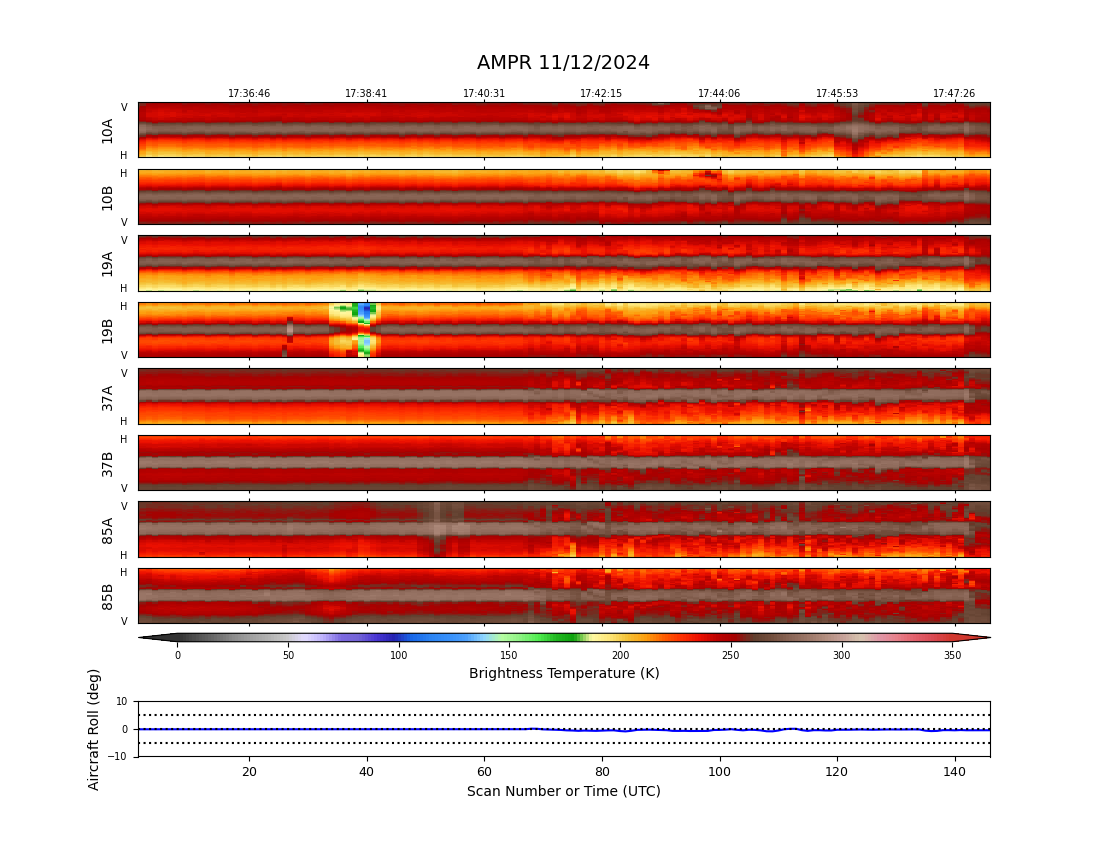 AMPR 11/12/2024
17:36:46 17:38:41 17:40:31 17:42:15 17:44:06 17:45:53 17:47:26
V
10A
H
H
10B
V
V
19A
H
H
19B
V
V
37A
H
H
37B
V
V
85A
H
H
85B
V
0 50 100 150 200 250 300 350
Brightness Temperature (K)
Aircraft Roll (deg)
10
0
−10
20 40 60 80 100 120 140
Scan Number or Time (UTC)